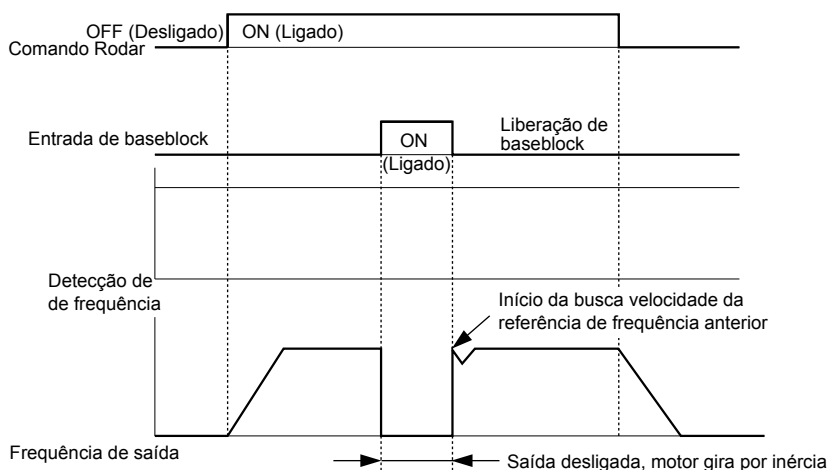 OFF (Desligado)
ON (Ligado)
Comando Rodar
Entrada de baseblock
ON
(Ligado)
Liberação de
baseblock
Detecção de
de frequência
Início da busca velocidade da
referência de frequência anterior
Frequência de saída
Saída desligada, motor gira por inércia